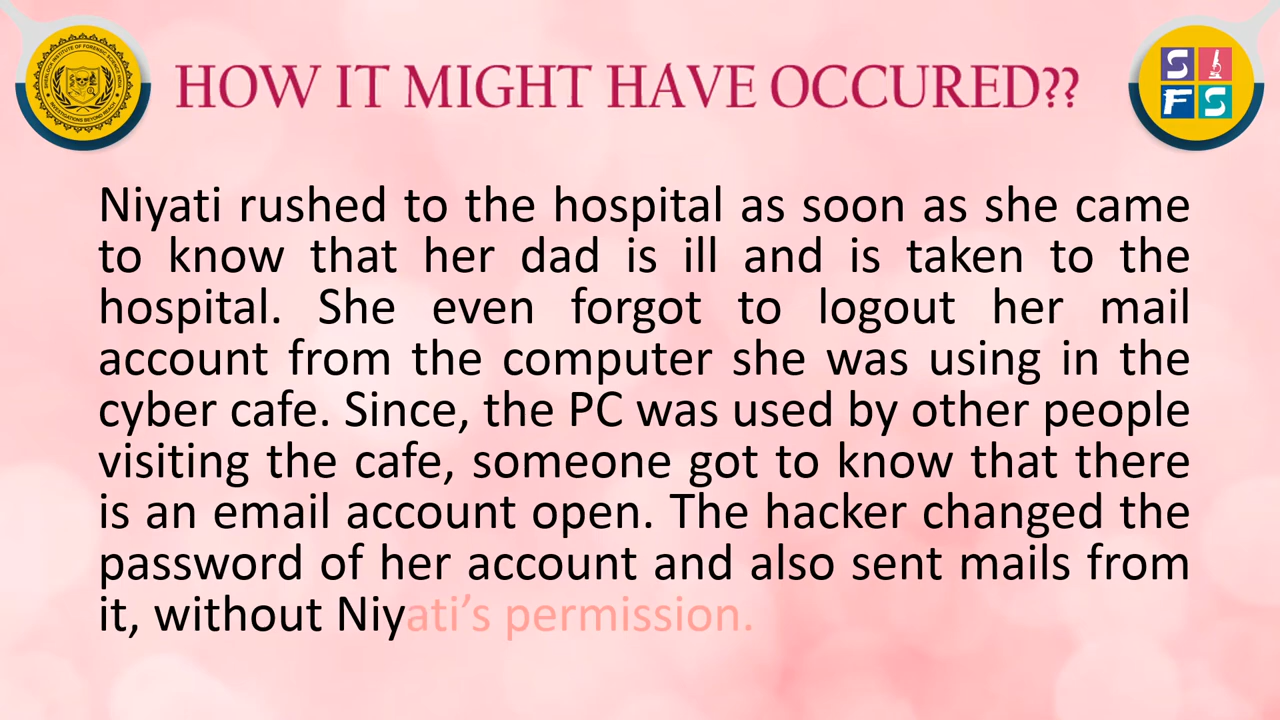 HOW IT MIGHT HAVE OCCURED??
S I
F S
Niyati rushed to the hospital as soon as she came
to know that her dad is ill and is taken to the
hospital. She even forgot to logout her mail
account from the computer she was using in the
cyber cafe. Since, the PC was used by other people
visiting the cafe, someone got to know that there
is an email account open. The hacker changed the
password of her account and also sent mails from
it, without Niyati’s permission.